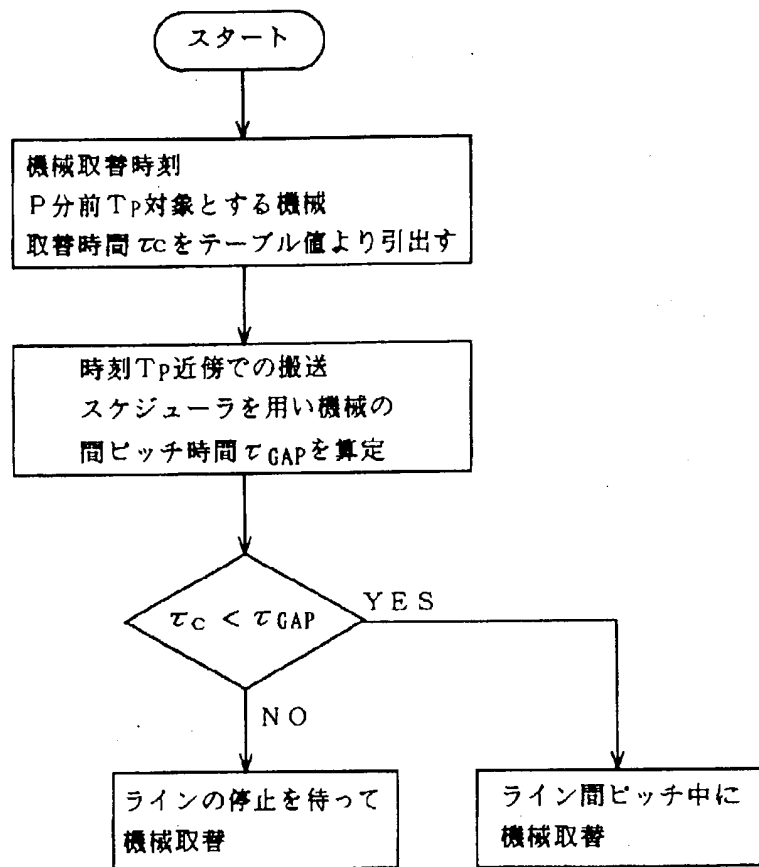 スタート
機械取替時刻
P分前TP対象とする機械
取替時間τCをテーブル値より引出す
時刻TP近傍での搬送
スケジューラを用い機械の
間ピッチ時間τGAPを算定
τC < τGAP
YES
NO
ラインの停止を待って
機械取替
ライン間ピッチ中に
機械取替